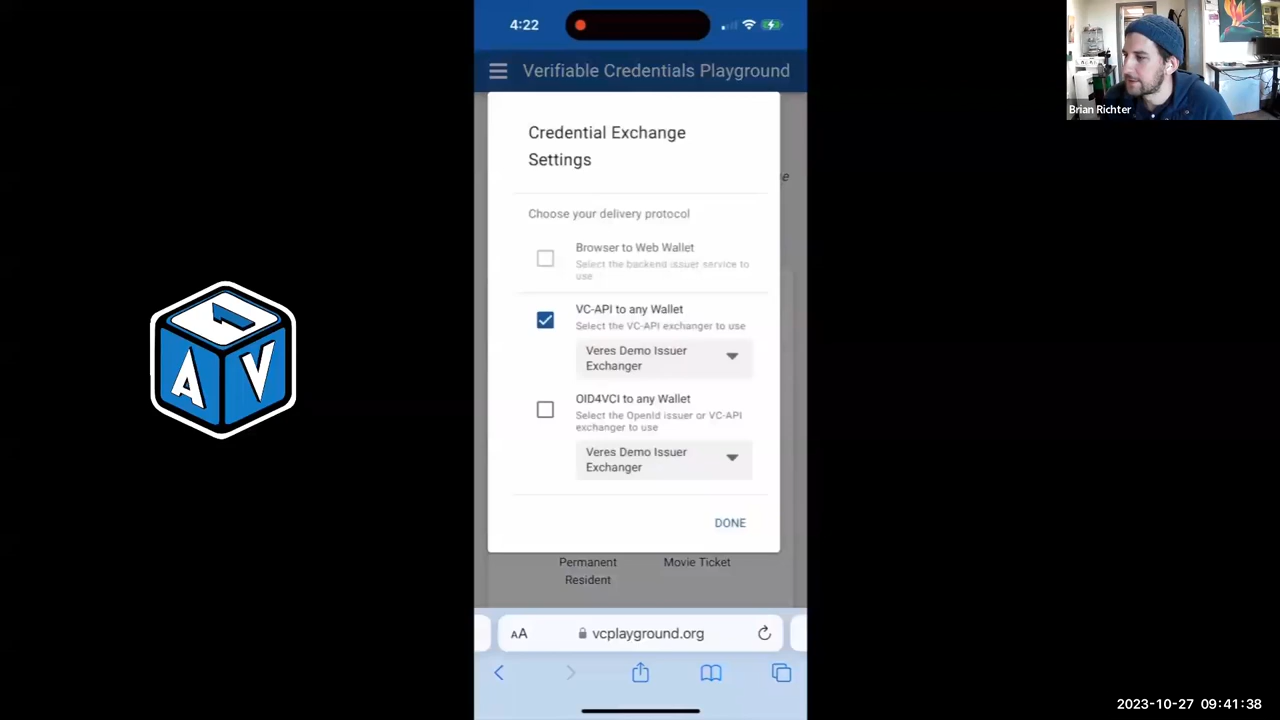 4:22
Verifiable Credentials Playground
Brian Richter
Credential Exchange
Settings
e
Choose your delivery protocol
Browser to Web Wallet
Select the backend issuer service to
use
VC-API to any Wallet
Select the VC-API exchanger to use
Veres Demo Issuer
Exchanger
OID4VCI to any Wallet
Select the OpenId issuer or VC-API
exchanger to use
Veres Demo Issuer
Exchanger
DONE
Permanent
Resident
Movie Ticket
AA
vcplayground.org
1
A V
2023-10-27 09:41:38